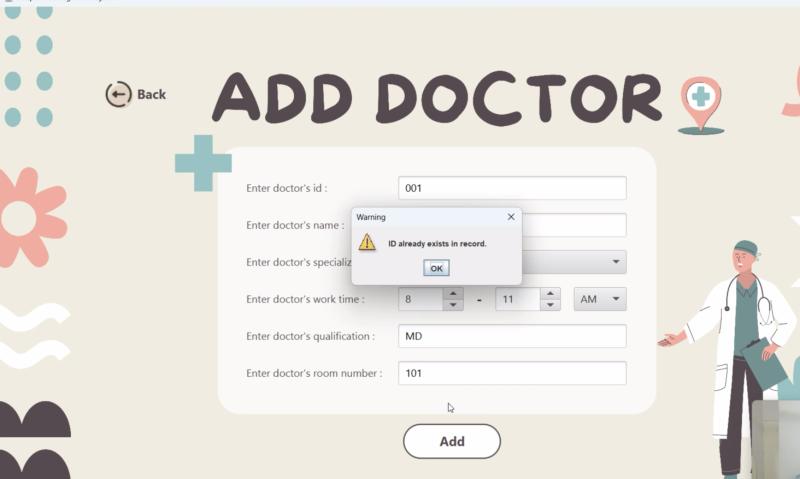 Back
ADD DOCTOR
Enter doctor's id :
001
Warning
Enter doctor's name :
ID already exists in record.
OK
Enter doctor's
Enter doctor's work time :
8
-
11
AM
Enter doctor's qualification :
MD
Enter doctor's room number :
101
Add